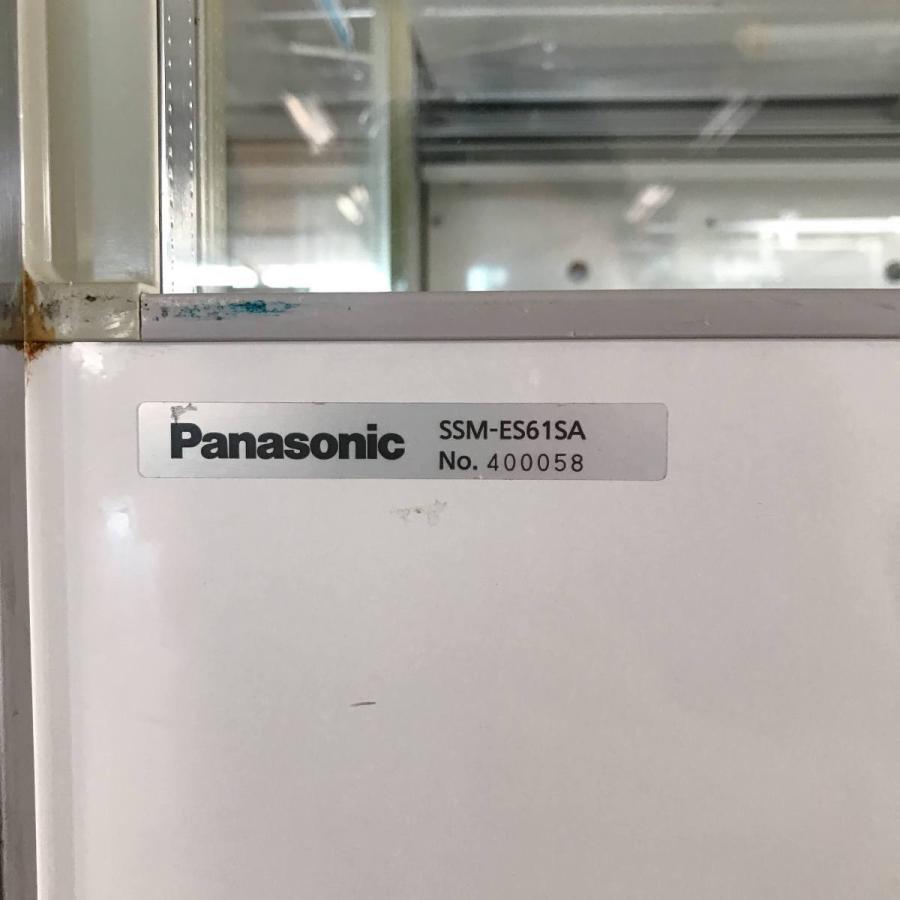 Panasonic
SSM-ES61SA
No. 400058